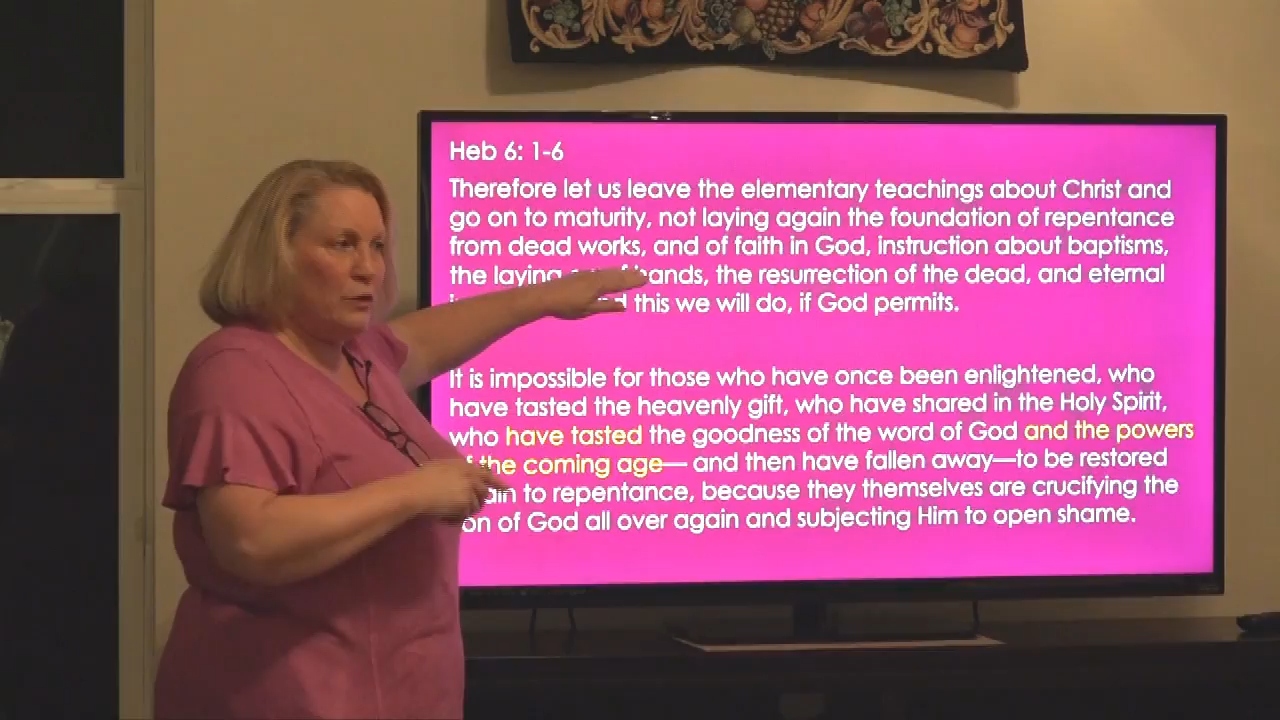 Heb 6: 1-6
Therefore let us leave the elementary teachings about Christ and
go on to maturity, not laying again the foundation of repentance
from dead works, and of faith in God, instruction about baptisms,
the laying hands, the resurrection of the dead, and eternal
this we will do, if God permits.
It is impossible for those who have once been enlightened, who
have tasted the heavenly gift, who have shared in the Holy Spirit,
who have tasted the goodness of the word of God and the powers
the coming age— and then have fallen away—to be restored
to repentance, because they themselves are crucifying the
of God all over again and subjecting Him to open shame.